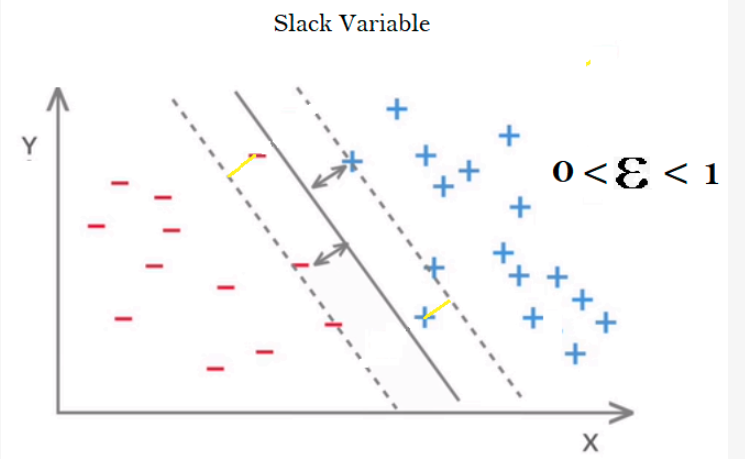 Slack Variable
Y
0 < ε < 1
X